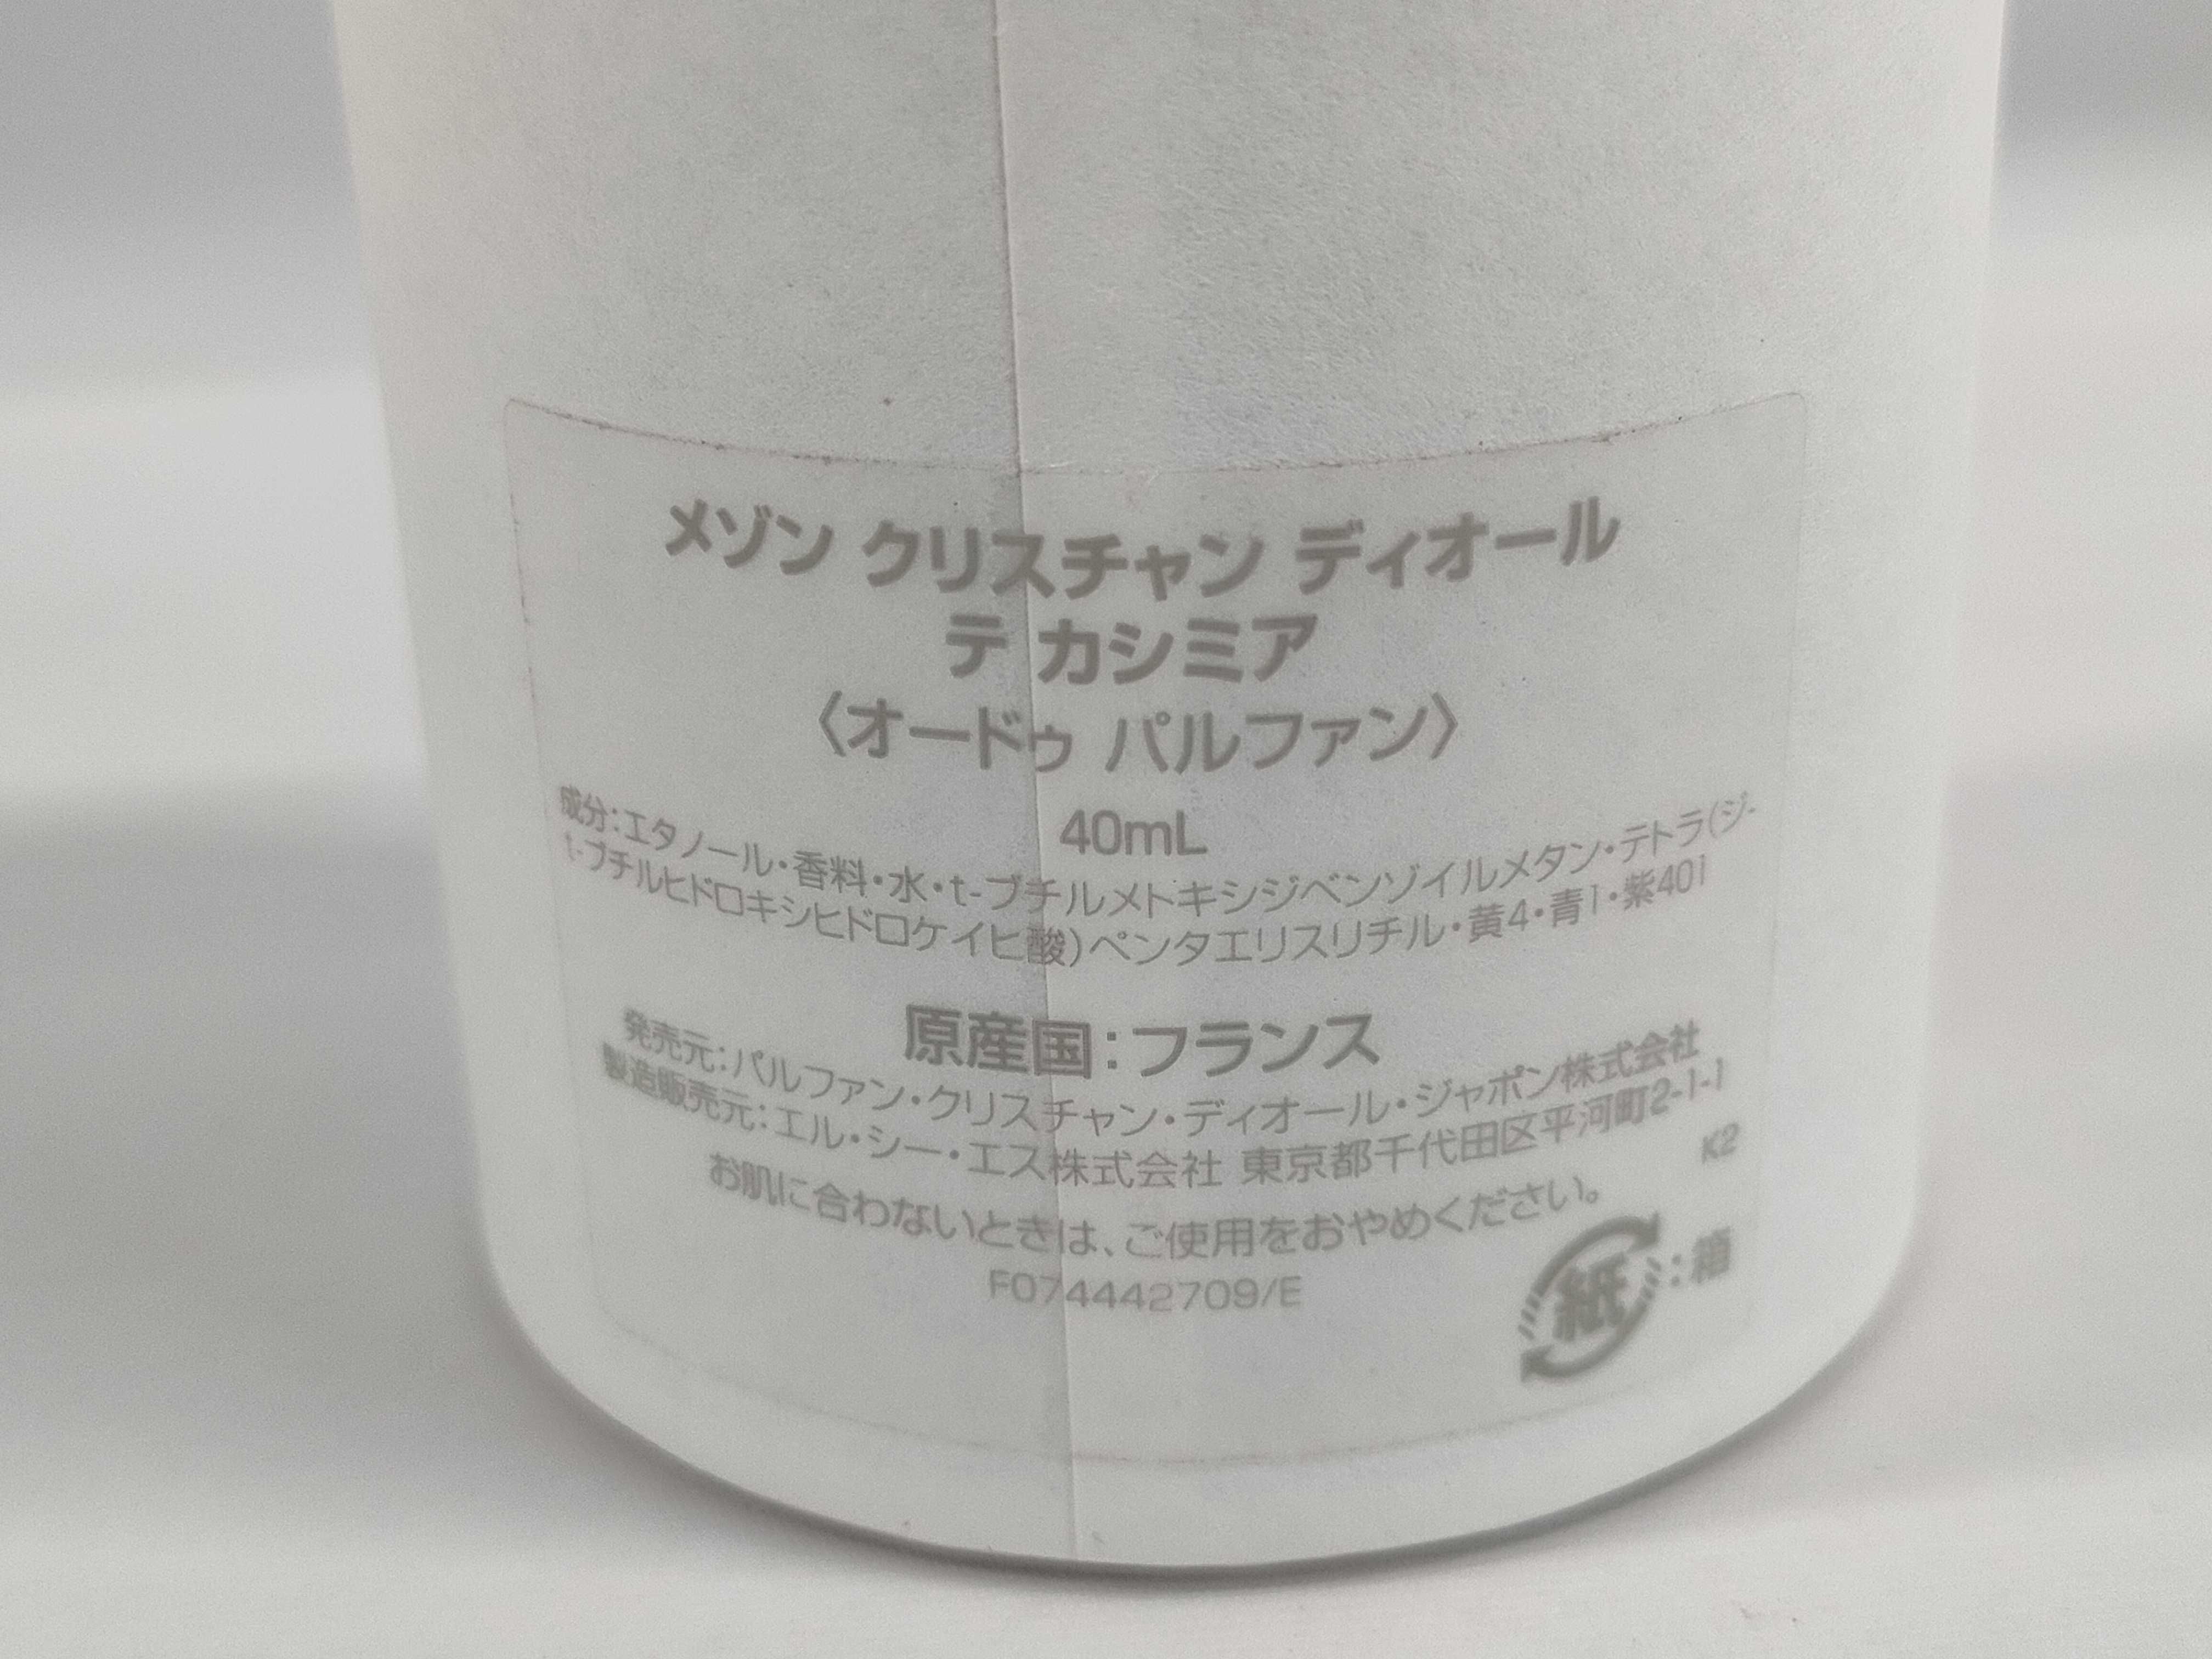 メゾン クリスチャン ディオール
テ カシミア
〈オードゥ パルファン〉
40mL
成分：エタノール・香料・水・t-ブチルメトキシジベンゾイルメタン・テトラ(ジ-
t-ブチルヒドロキシヒドロケイヒ酸)ペンタエリスリチル・黄4・青1・紫401
原産国：フランス
発売元：パルファン・クリスチャン・ディオール・ジャポン株式会社
製造販売元：エル・シー・エス株式会社 東京都千代田区平河町2-1-1
K2
お肌に合わないときは、ご使用をおやめください。
F074442709/E
紙：箱